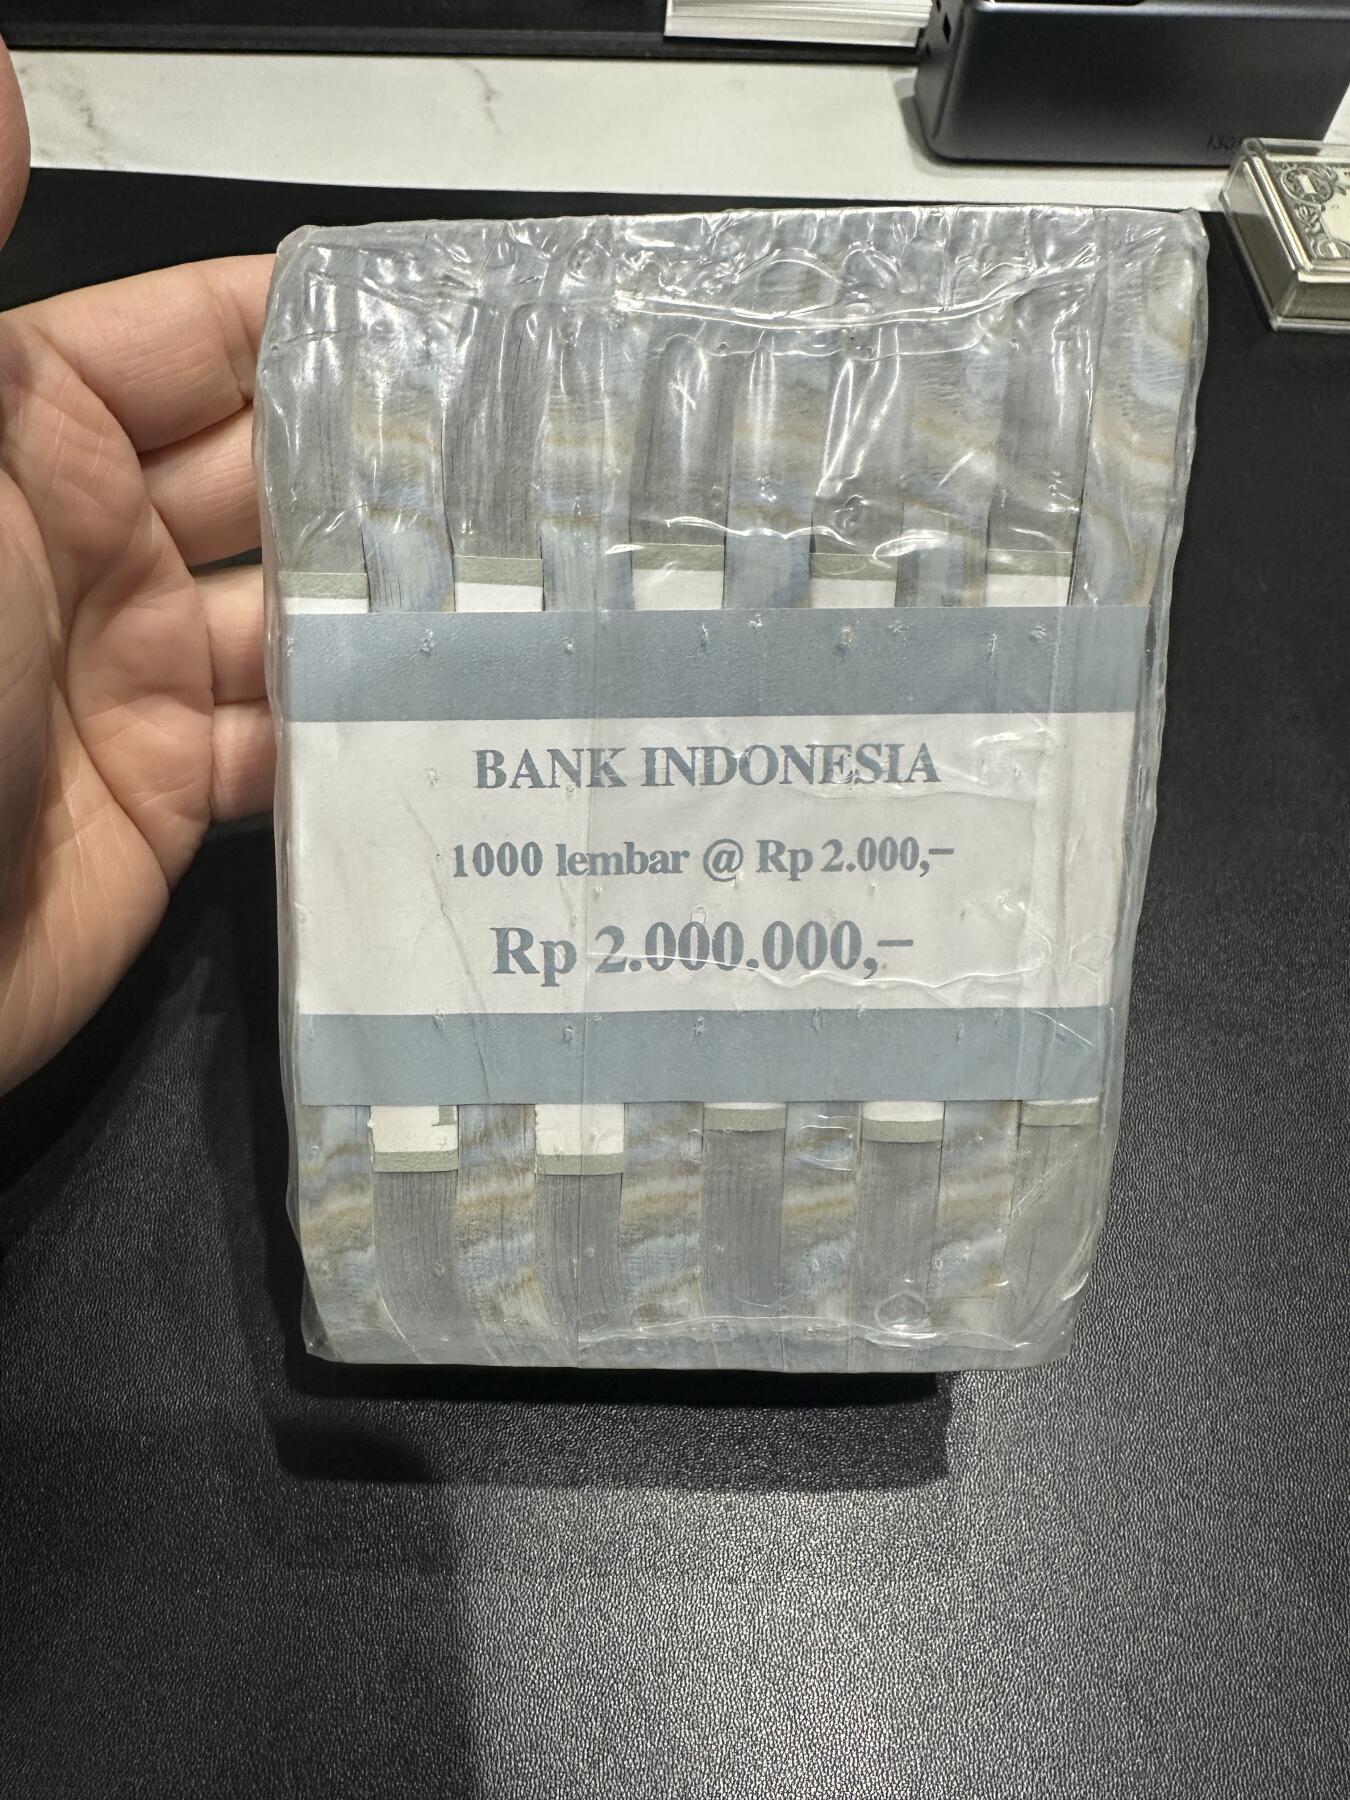 BANK INDONESIA
1000 lembar @ Rp 2.000,-
Rp 2.000.000,-